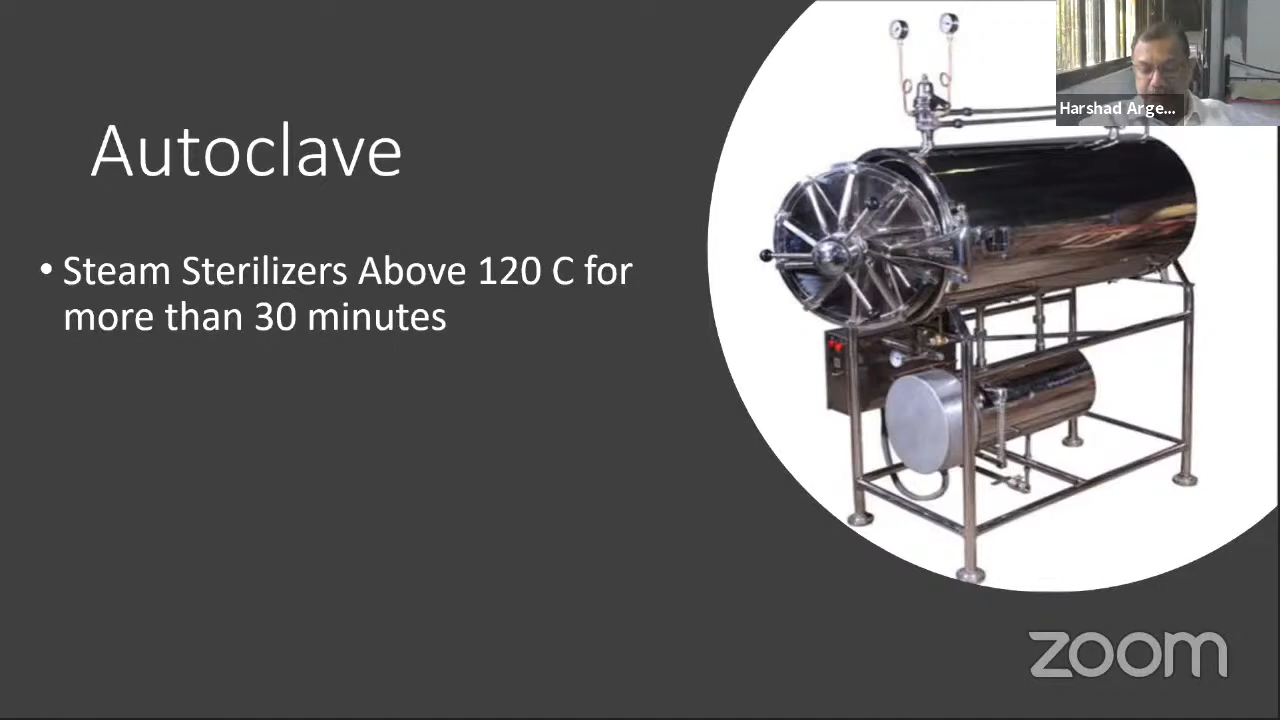 Harshad Arge...
Autoclave
• Steam Sterilizers Above 120 C for
more than 30 minutes
zoom